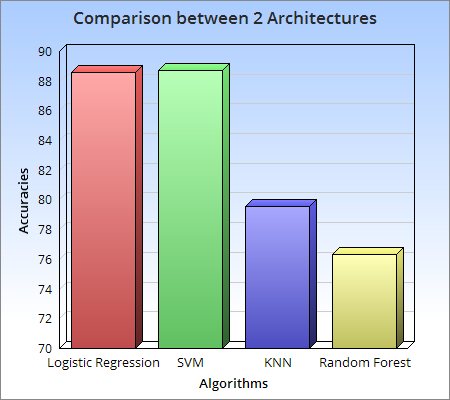 Comparison between 2 Architectures
90
88
86
84
82
80
78
76
74
72
70
Accuracies
Logistic Regression SVM KNN Random Forest
Algorithms